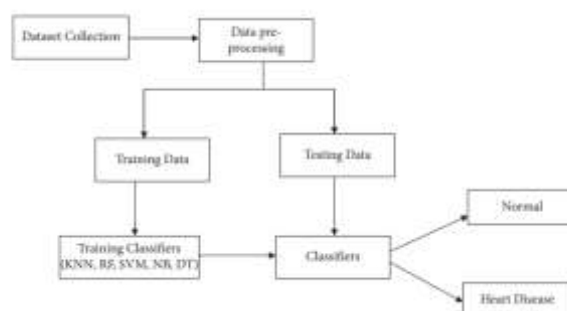 Dataset Collection
Data pre-
processing
Training Data
Testing Data
Normal
Training Classifiers
(KNN, RF, SVM, NB, DT)
Classifiers
Heart Disease